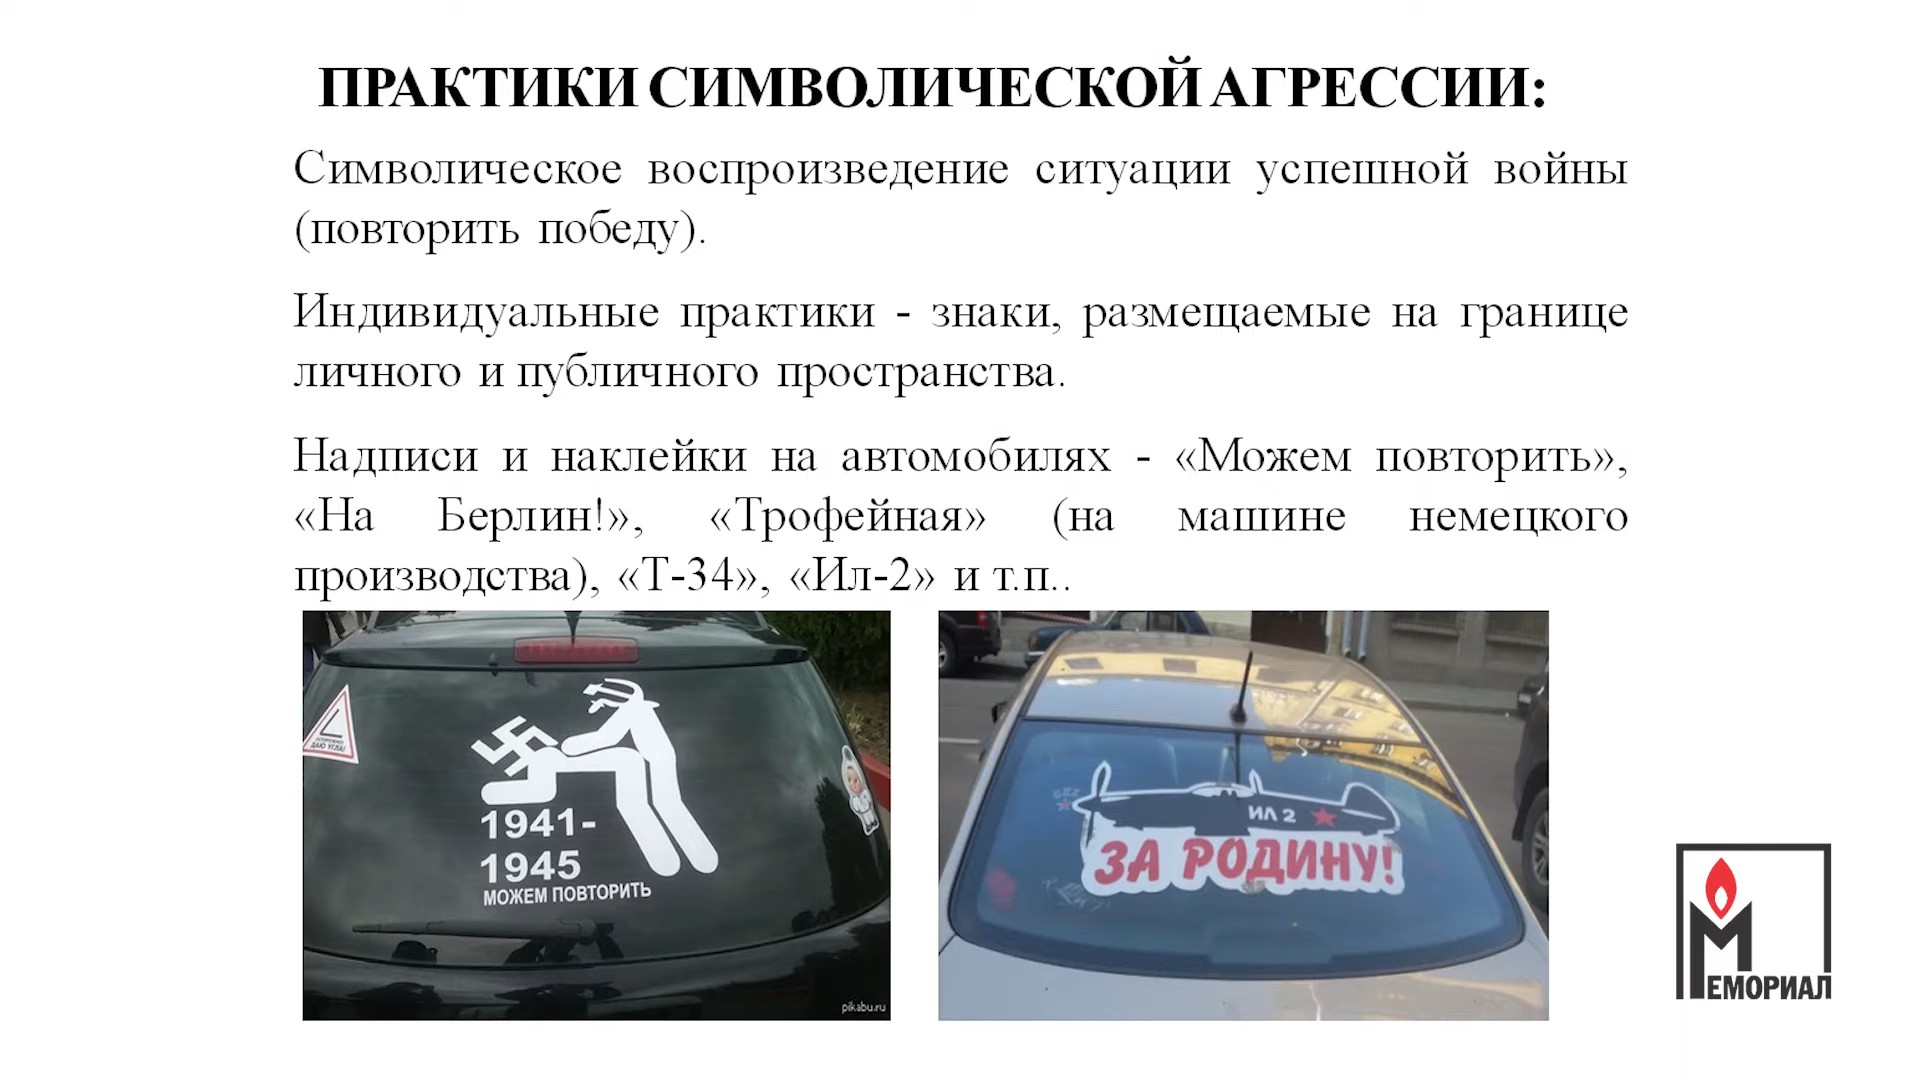 ПРАКТИКИ СИМВОЛИЧЕСКОЙ АГРЕССИИ:
Символическое воспроизведение ситуации успешной войны
(повторить победу).
Индивидуальные практики - знаки, размещаемые на границе
личного и публичного пространства.
Надписи и наклейки на автомобилях - «Можем повторить»,
«На Берлин!», «Трофейная» (на машине немецкого
производства), «Т-34», «Ил-2» и т.п..
ДАЮ УГЛА!
1941-
1945
МОЖЕМ ПОВТОРИТЬ
pikabu.ru
ИЛ 2
ЗА РОДИНУ!
МЕМОРИАЛ